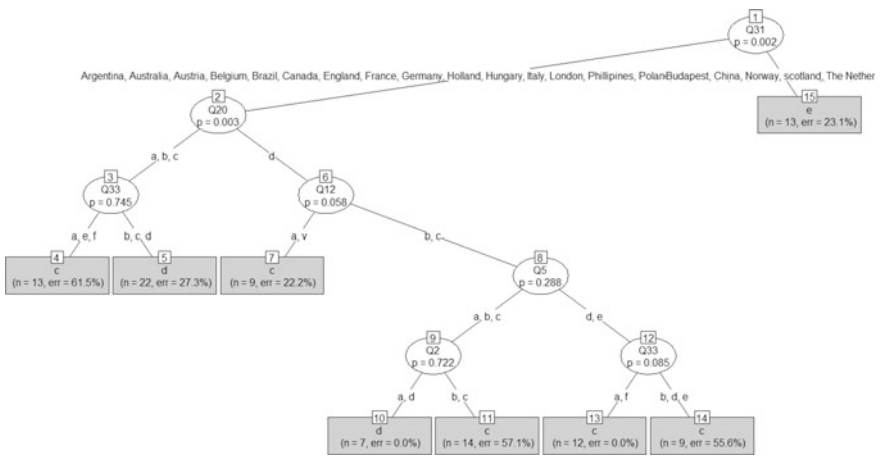 1
Q31
p = 0.002
Argentina, Australia, Austria, Belgium, Brazil, Canada, England, France, Germany, Holland, Hungary, Italy, London, Phillipines, Polan Budapest, China, Norway, scotland, The Nether
2
Q20
p = 0.003
15
e
(n = 13, err = 23.1%)
a, b, c
d
3
Q33
p = 0.745
6
Q12
p = 0.058
a, e, f
b, c, d
a, v
b, c
4
c
(n = 13, err = 61.5%)
5
d
(n = 22, err = 27.3%)
7
c
(n = 9, err = 22.2%)
8
Q5
p = 0.288
a, b, c
d, e
9
Q2
p = 0.722
12
Q33
p = 0.085
a, d
b, c
a, f
b, d, e
10
d
(n = 7, err = 0.0%)
11
c
(n = 14, err = 57.1%)
13
c
(n = 12, err = 0.0%)
14
c
(n = 9, err = 55.6%)